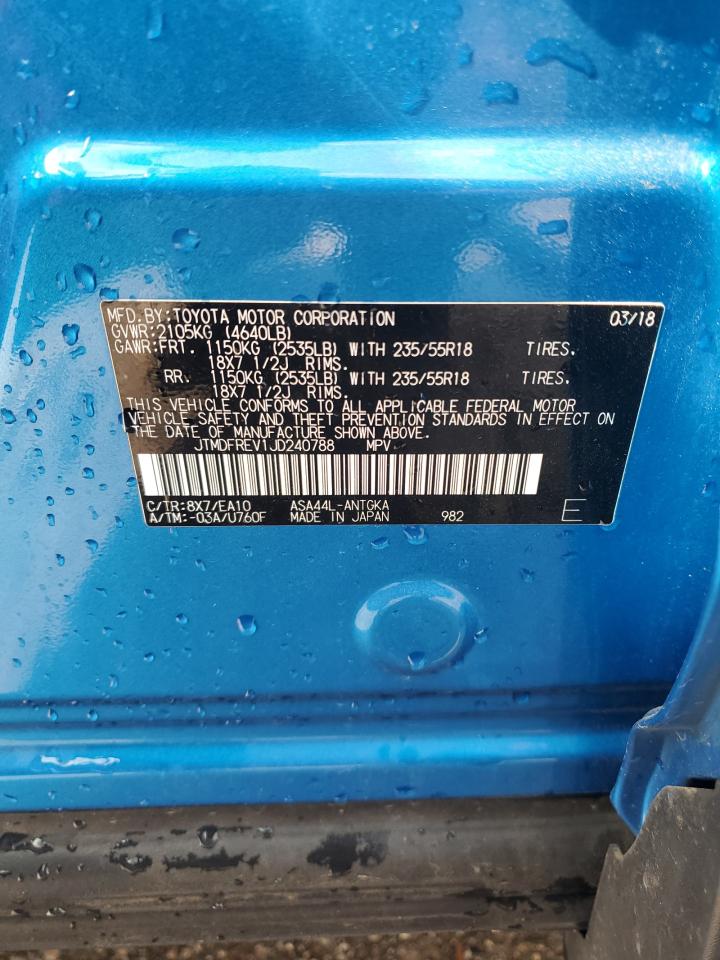 MFD.BY:TOYOTA MOTOR CORPORATION 03/18
GVWR:2105KG (4640LB)
GAWR:FRT. 1150KG (2535LB) WITH 235/55R18 TIRES.
18X7 1/2J RIMS.
RR. 1150KG (2535LB) WITH 235/55R18 TIRES.
18X7 1/2J RIMS.
THIS VEHICLE CONFORMS TO ALL APPLICABLE FEDERAL MOTOR
VEHICLE SAFETY AND THEFT PREVENTION STANDARDS IN EFFECT ON
THE DATE OF MANUFACTURE SHOWN ABOVE.
JTMDFREV1JD240788 MPV
C/TR:8X7/EA10 ASA44L-ANTGKA
A/TM:-03A/U760F MADE IN JAPAN 982 E